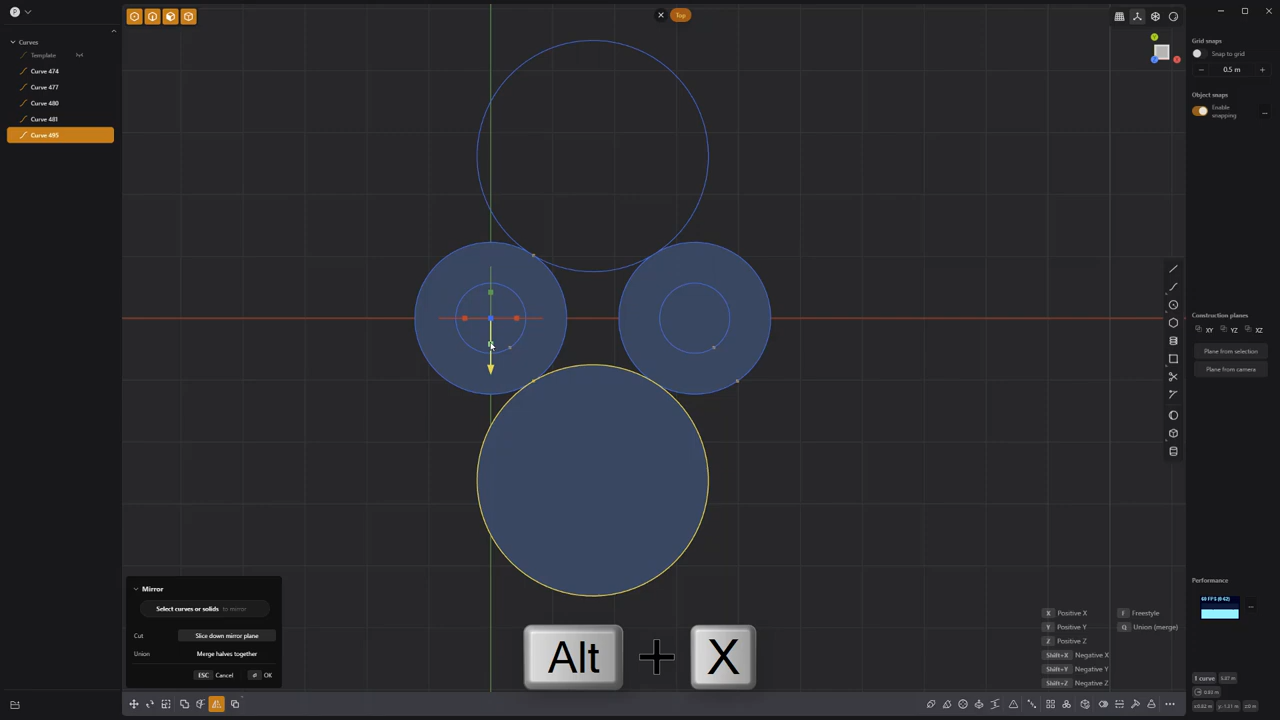 Top
Curves
Template
Curve 474
Curve 477
Curve 480
Curve 481
Curve 495
Grid snaps
Snap to grid
0.5 m
Object snaps
Enable
snapping
...
Construction planes
XY
YZ
XZ
Plane from selection
Plane from camera
Mirror
Select curves or solids to mirror
Cut
Slice down mirror plane
Union
Merge halves together
ESC Cancel
OK
Alt + X
X Positive X
F Freestyle
Y Positive Y
Q Union (merge)
Z Positive Z
Shift+X Negative X
Shift+Y Negative Y
Shift+Z Negative Z
Performance
1 curve